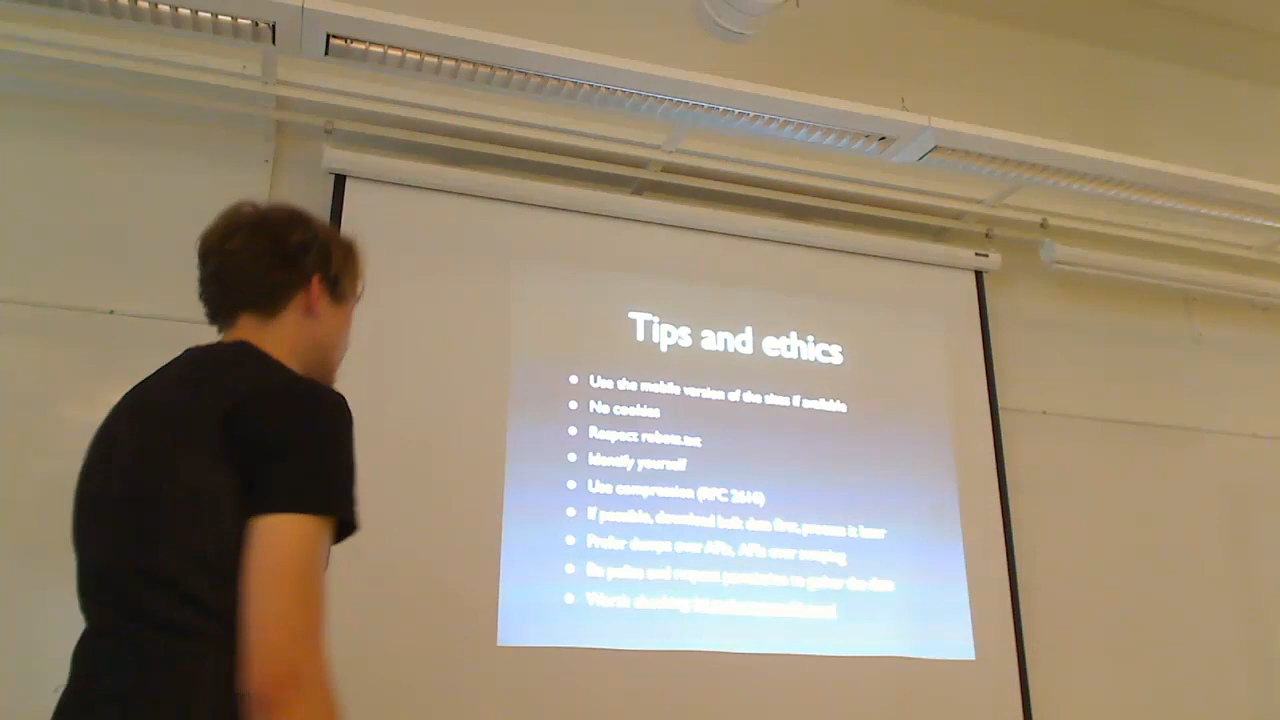 Tips and ethics
Use the mobile version of the sites if available
No cookies
Respect robots.txt
Identify yourself
Use compression (RFC 2616)
If possible, download bulk data first, process it later
Prefer dumps over APIs, APIs over scraping
Be polite and request permission to gather the data
Worth checking